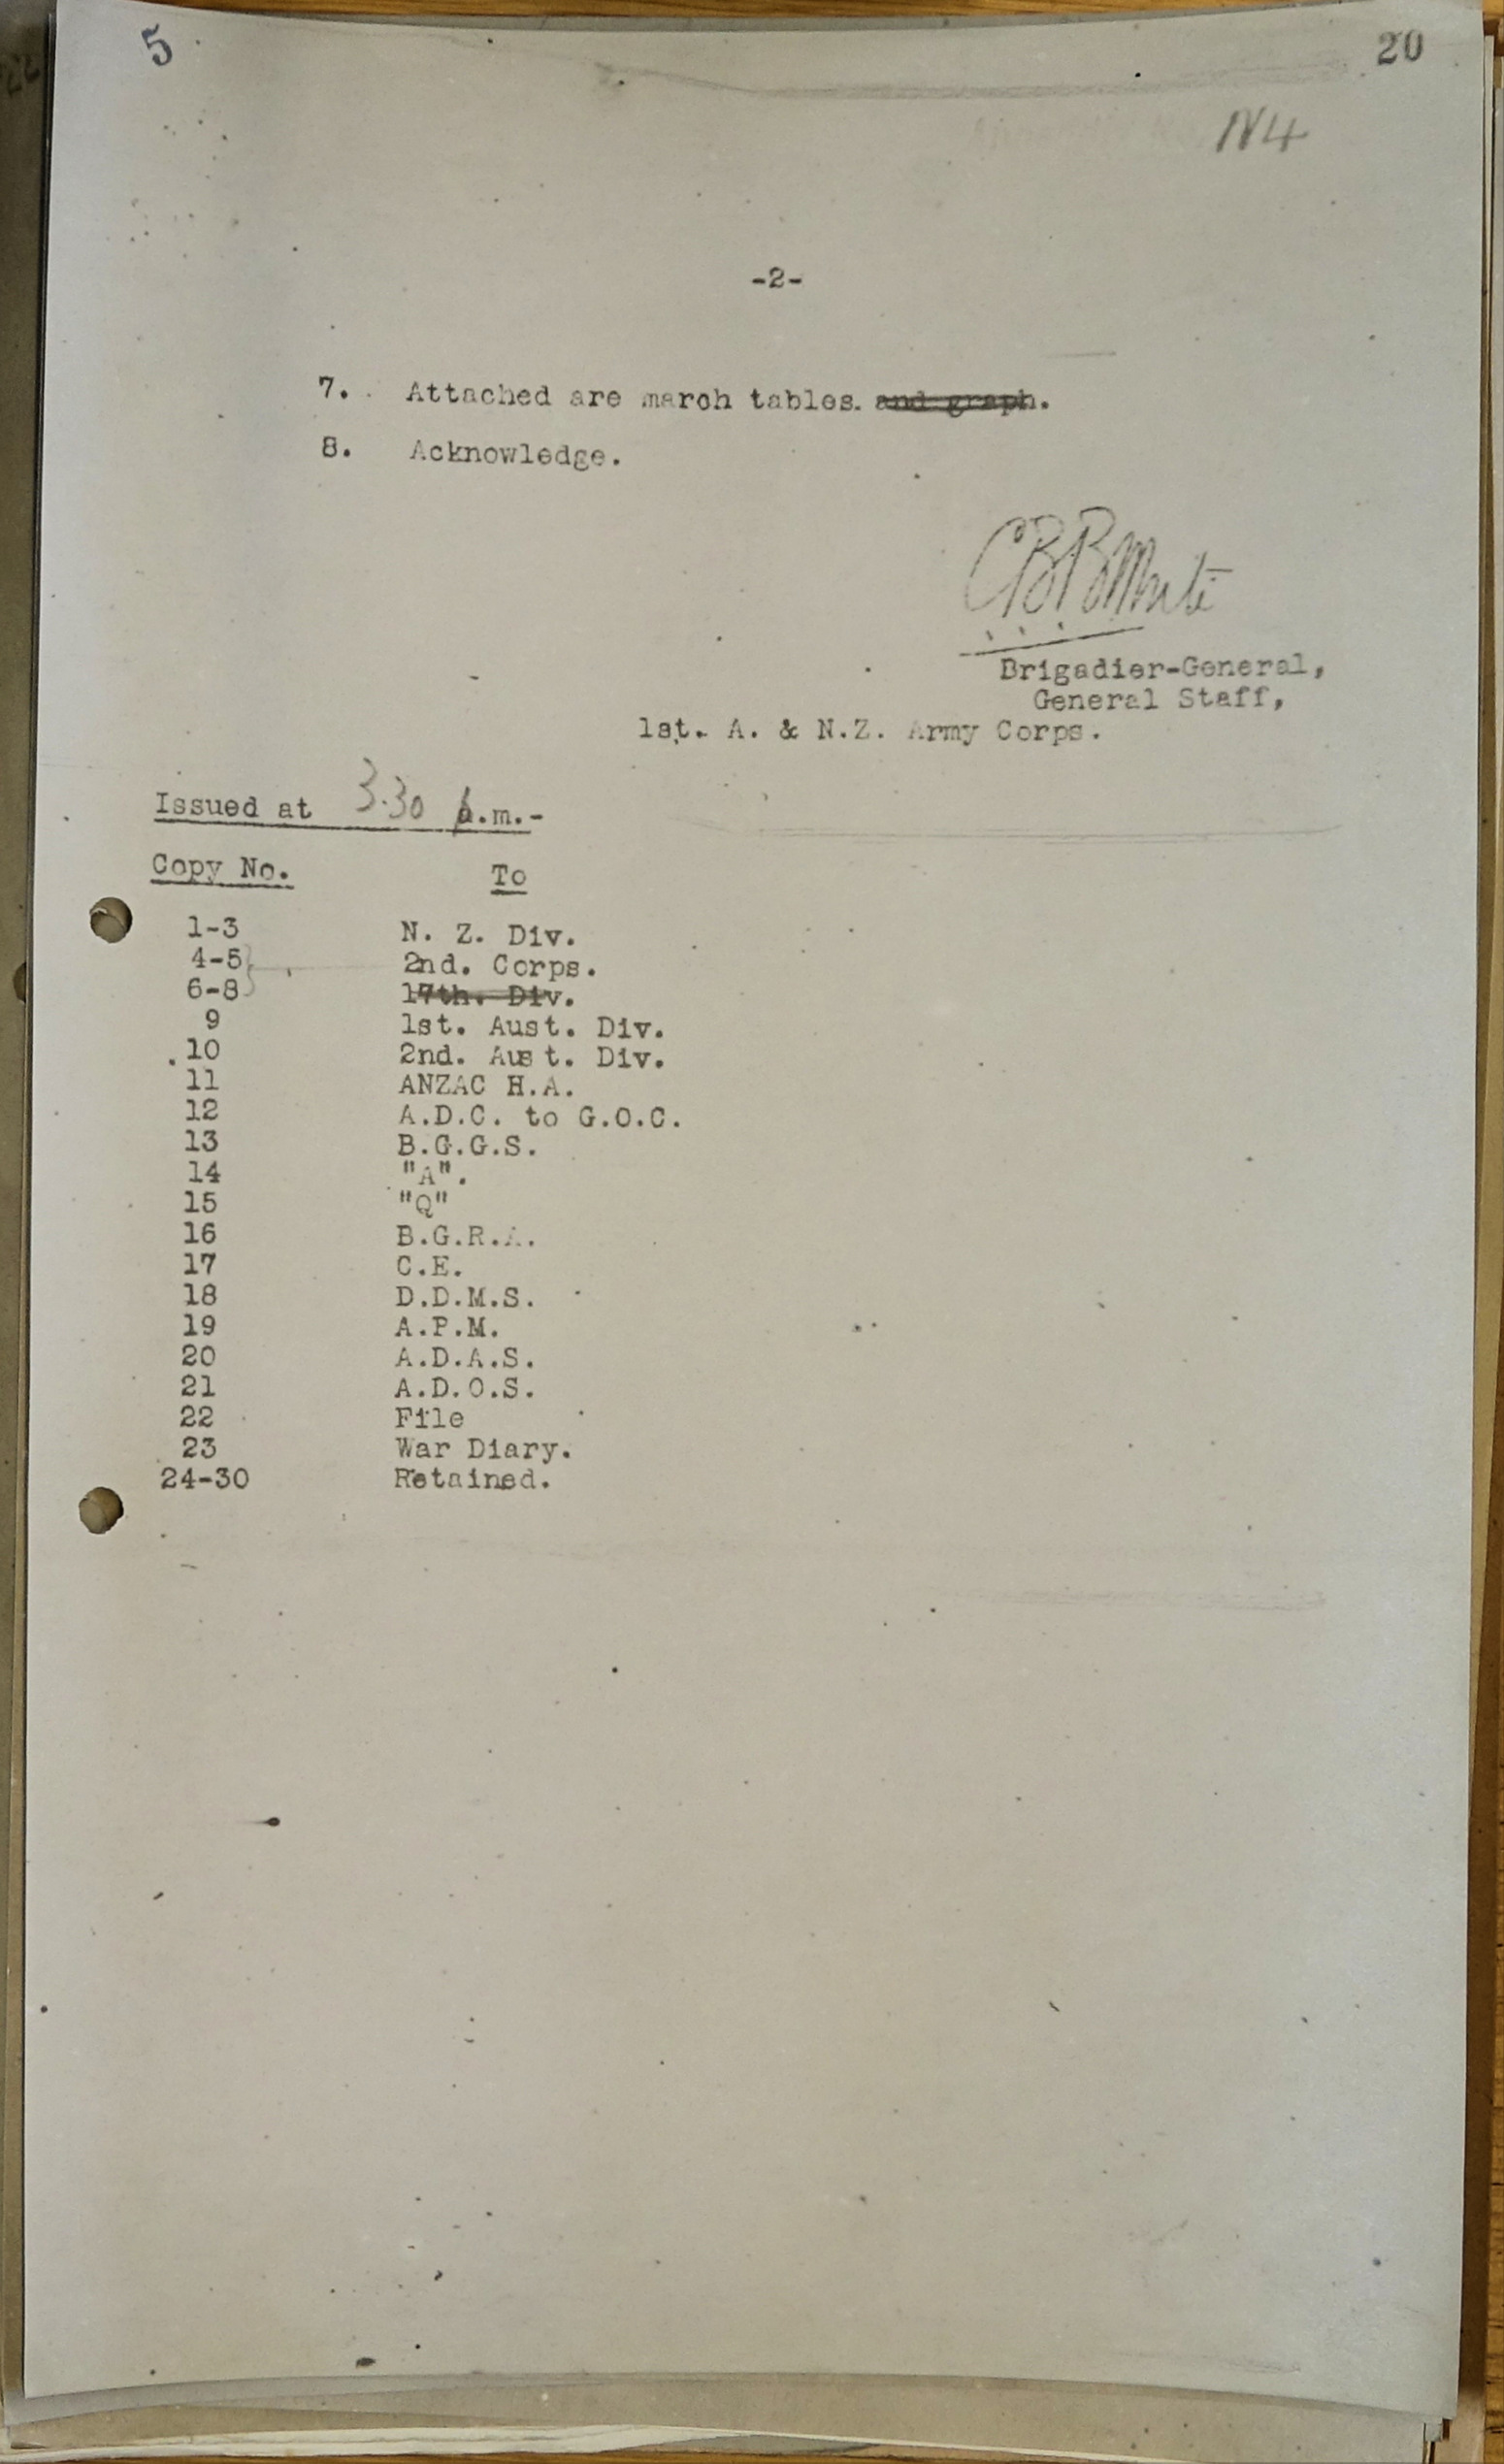 5
20
-2-
7. Attached are march tables. and graph.
8. Acknowledge.
CBB White
Brigadier-General,
General Staff,
1st. A. & N.Z. Army Corps.
Issued at 3.30 p.m.-
Copy No. To
1-3 N. Z. Div.
4-5 2nd. Corps.
6-8 17th. Div.
9 1st. Aust. Div.
10 2nd. Aust. Div.
11 ANZAC H.A.
12 A.D.C. to G.O.C.
13 B.G.G.S.
14 "A".
15 "Q"
16 B.G.R.A.
17 C.E.
18 D.D.M.S.
19 A.P.M.
20 A.D.A.S.
21 A.D.O.S.
22 File
23 War Diary.
24-30 Retained.